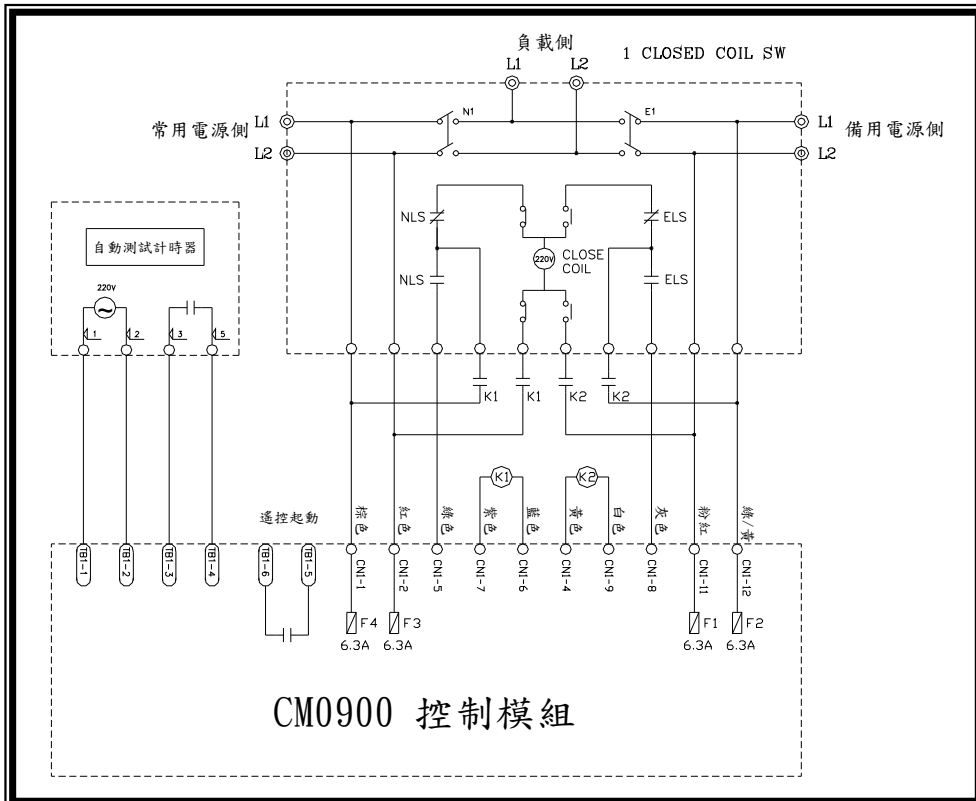 負載側
1 CLOSED COIL SW
L1 L2
常用電源側 L1
L2
N1
E1
L1 備用電源側
L2
NLS
NLS
220V
CLOSE
COIL
ELS
ELS
自動測試計時器
220V
1 2 3 5
K1 K1 K2 K2
K1 K2
遙控起動
棕色 紅色 綠色 紫色 藍色 黃色 白色 灰色 粉紅 綠/黃
TB1-1 TB1-2 TB1-3 TB1-4 TB1-6 TB1-5
CN1-1 CN1-2 CN1-5 CN1-7 CN1-6 CN1-4 CN1-9 CN1-8 CN1-11 CN1-12
F4 F3 F1 F2
6.3A 6.3A 6.3A 6.3A
CM0900 控制模組